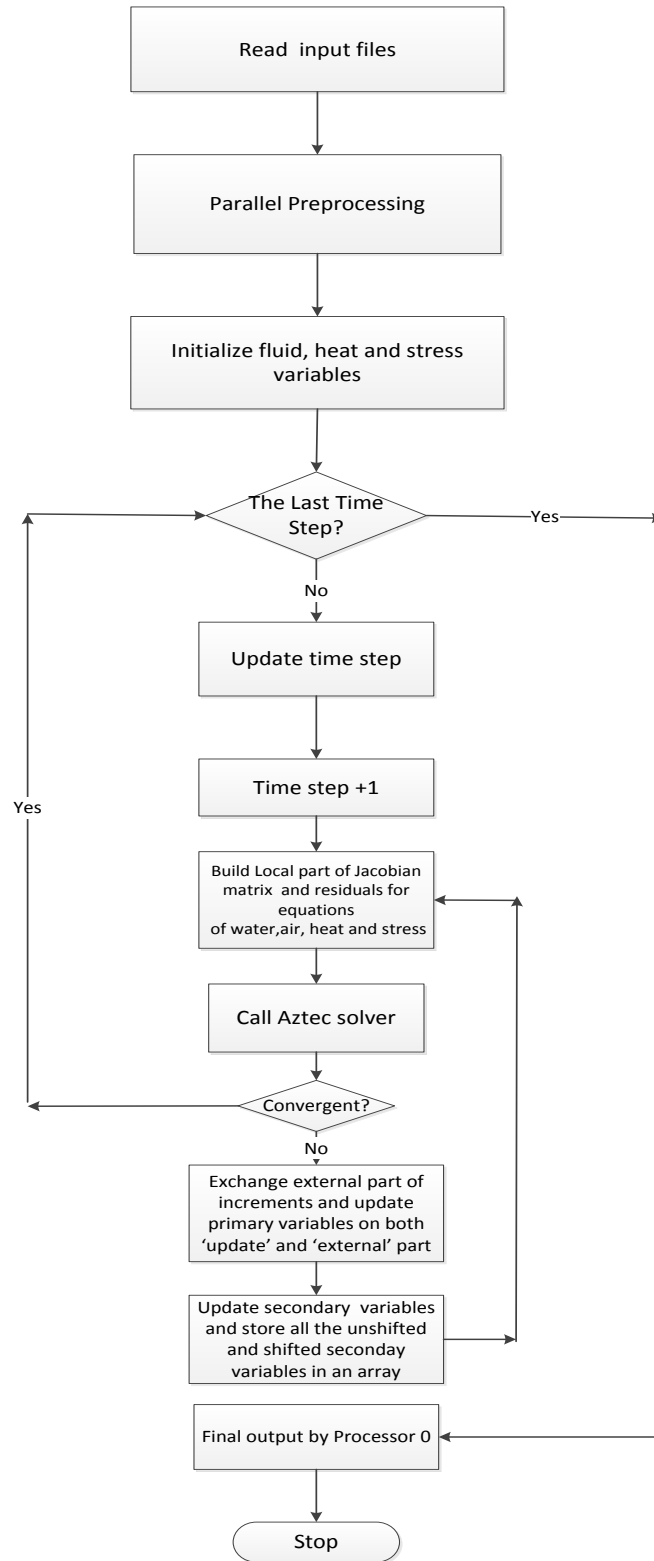 Read input files
Parallel Preprocessing
Initialize fluid, heat and stress
variables
The Last Time
Step?
Yes
No
Update time step
Time step +1
Yes
Build Local part of Jacobian
matrix and residuals for
equations
of water,air, heat and stress
Call Aztec solver
Convergent?
No
Exchange external part of
increments and update
primary variables on both
‘update’ and ‘external’ part
Update secondary variables
and store all the unshifted
and shifted seconday
variables in an array
Final output by Processor 0
Stop